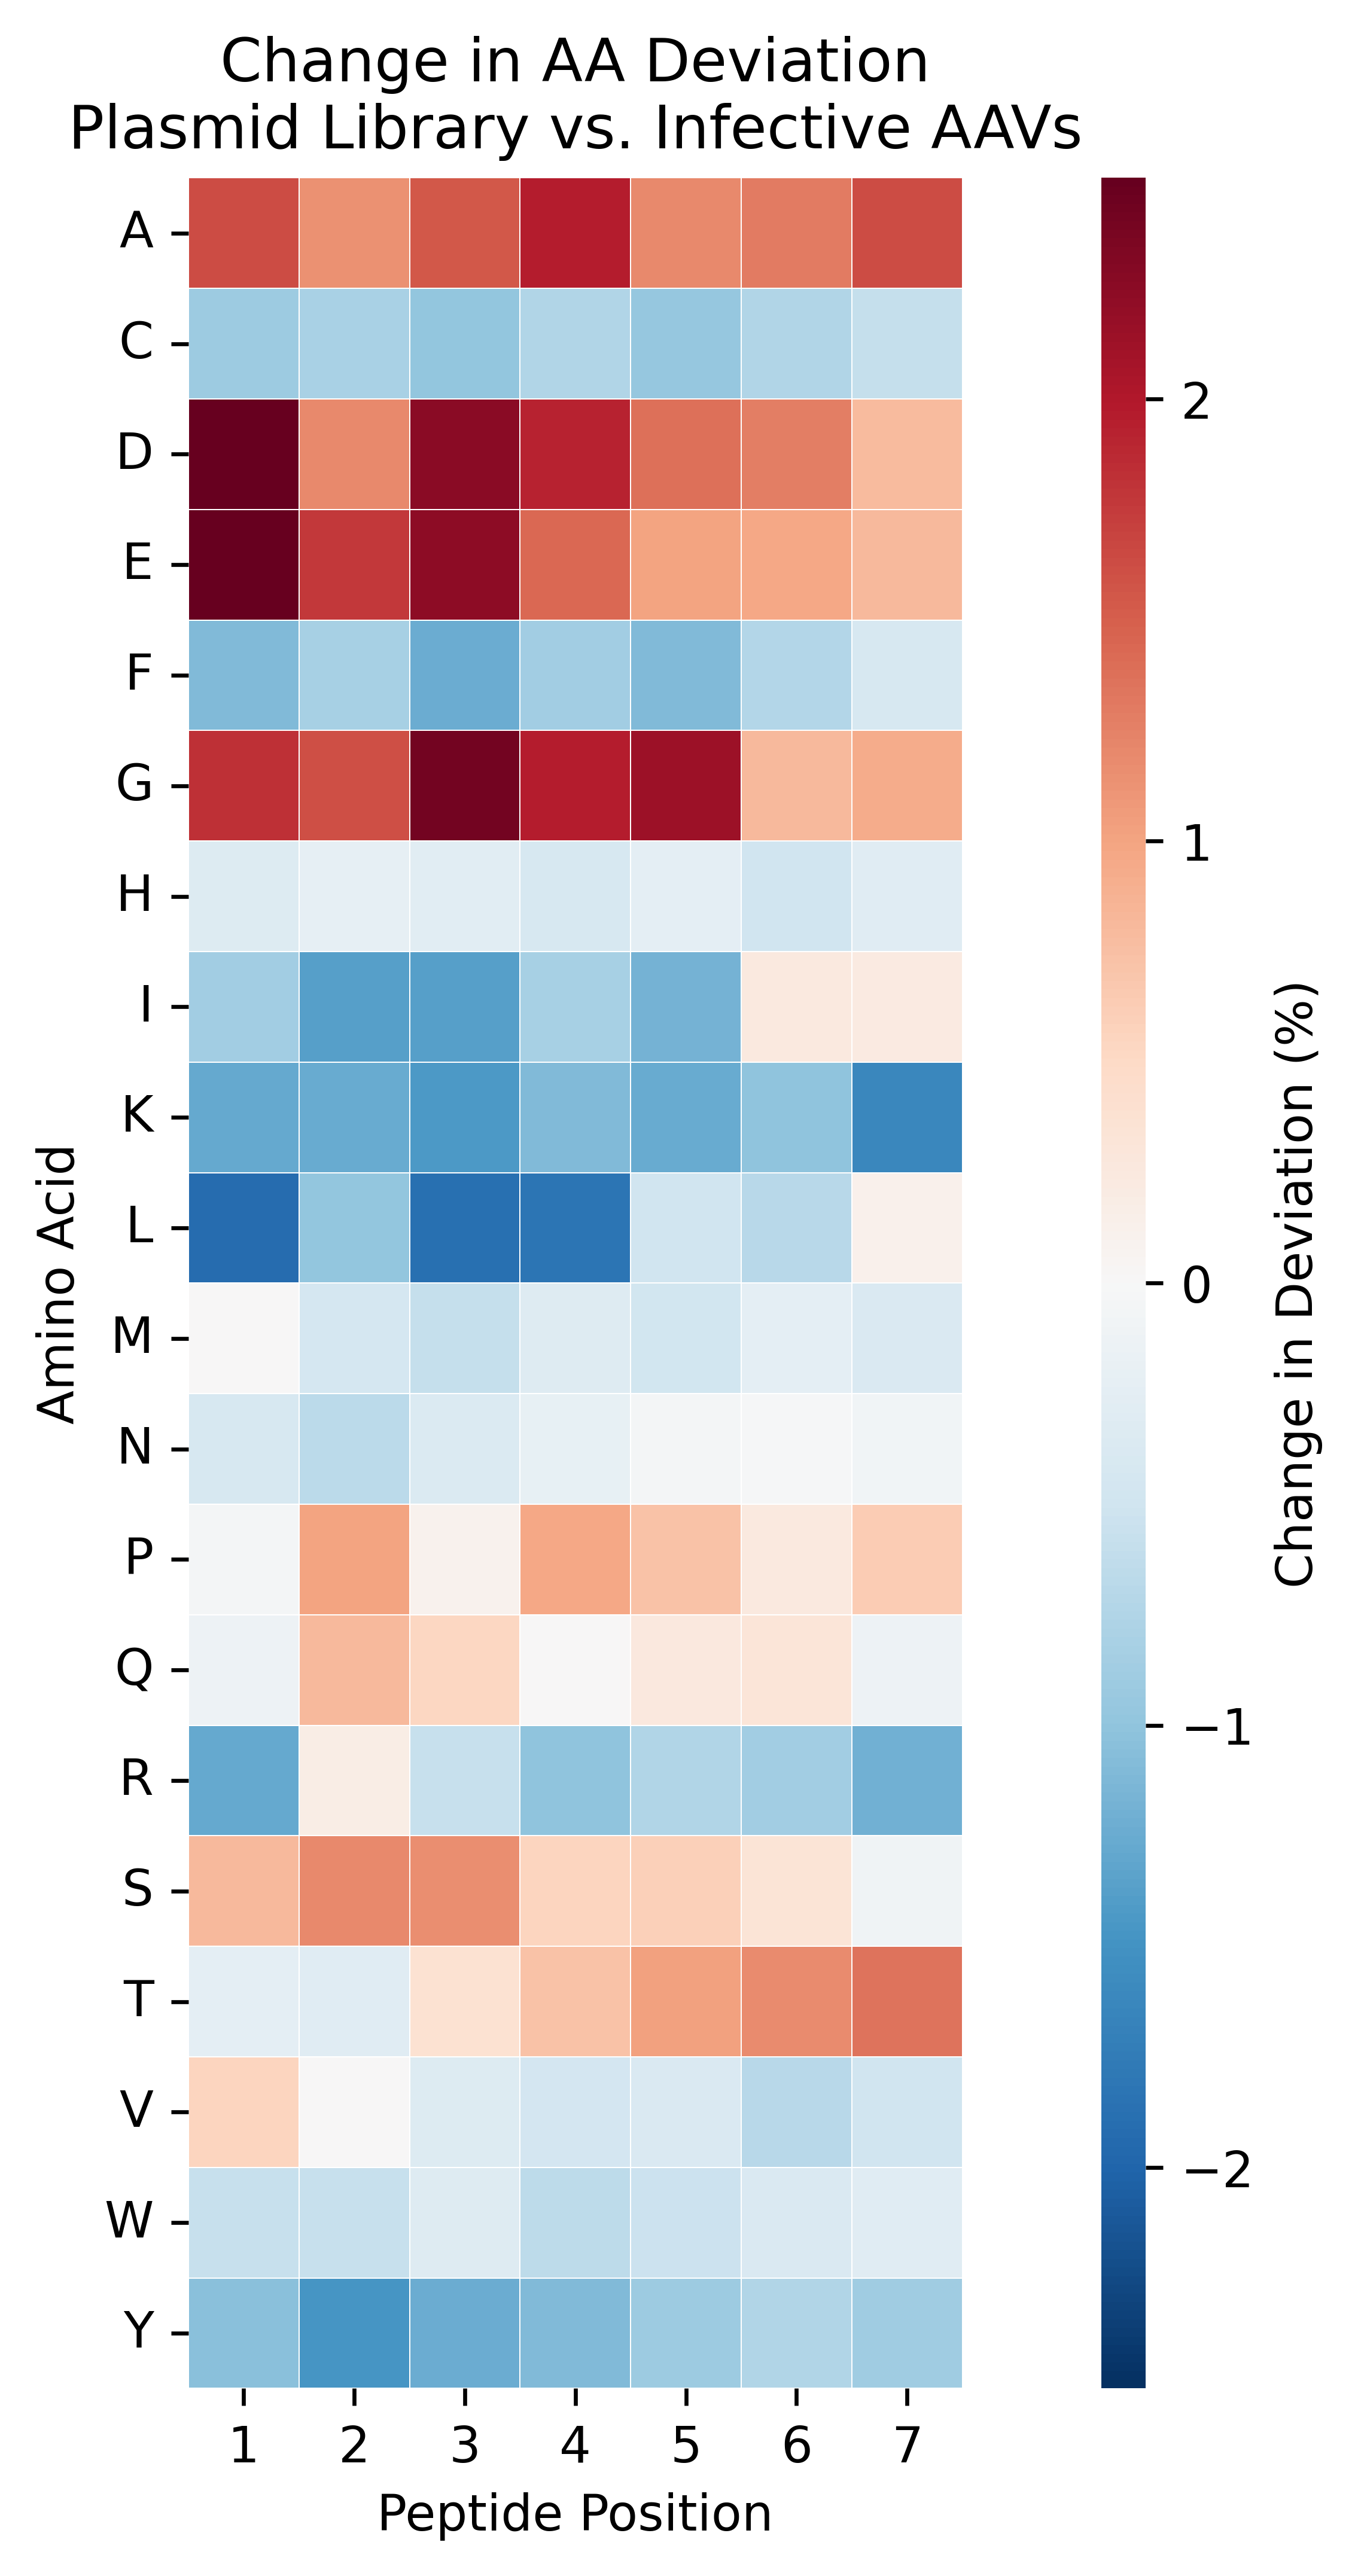 Change in AA Deviation
Plasmid Library vs. Infective AAVs
A
C
D
E
F
G
H
I
K
L
M
N
P
Q
R
S
T
V
W
Y
Amino Acid
1 2 3 4 5 6 7
Peptide Position
2
1
0
−1
−2
Change in Deviation (%)